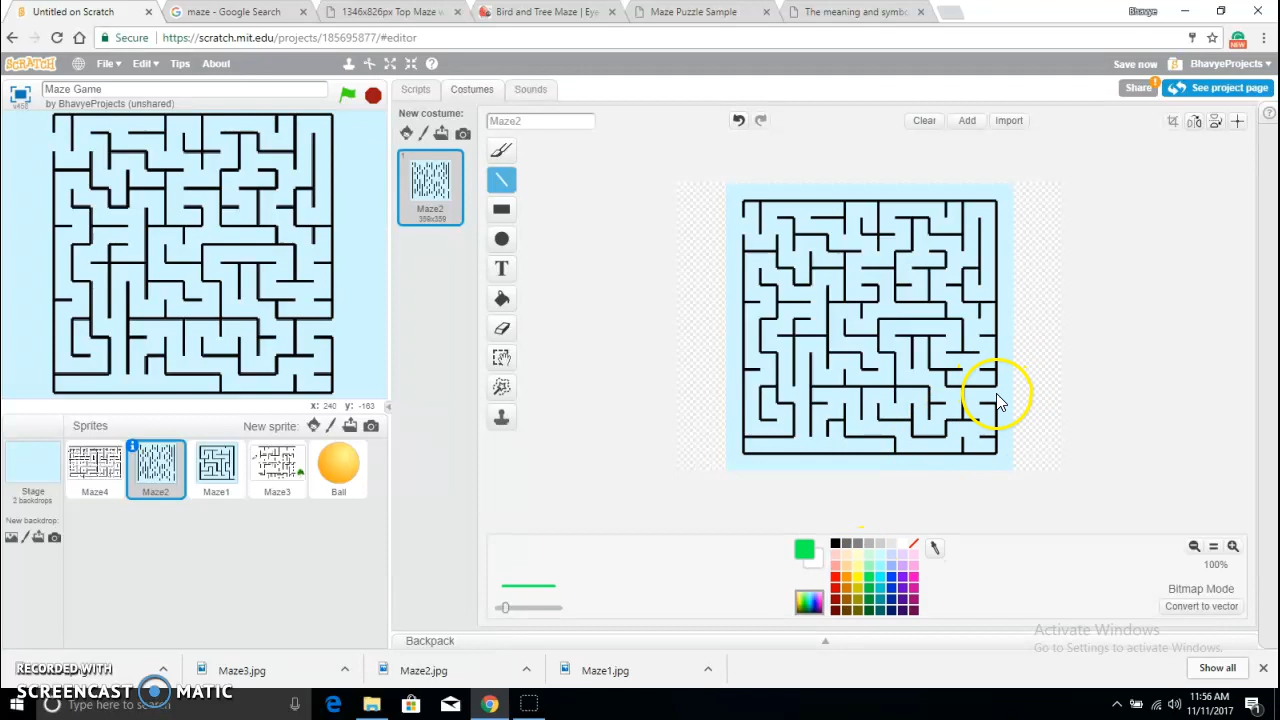 Untitled on Scratch
maze - Google Search
1346x826px Top Maze
Bird and Tree Maze | Eye
Maze Puzzle Sample
The meaning and symbo
Bhavye
Secure
https://scratch.mit.edu/projects/185695877/#editor
NEW
SCRATCH
File
Edit
Tips
About
Save now
BhavyeProjects
Maze Game
by BhavyeProjects (unshared)
Scripts
Costumes
Sounds
Share
See project page
New costume:
Maze2
Clear
Add
Import
1
Maze2
359x359
T
x: 240 y: -163
Sprites
New sprite:
Stage
2 backdrops
Maze4
Maze2
Maze1
Maze3
Ball
New backdrop:
100%
Bitmap Mode
Convert to vector
Backpack
Activate Windows
Go to Settings to activate Windows.
RECORDED WITH
SCREENCAST MATIC
Maze3.jpg
Maze2.jpg
Maze1.jpg
Show all
Type here to search
11:56 AM
11/11/2017